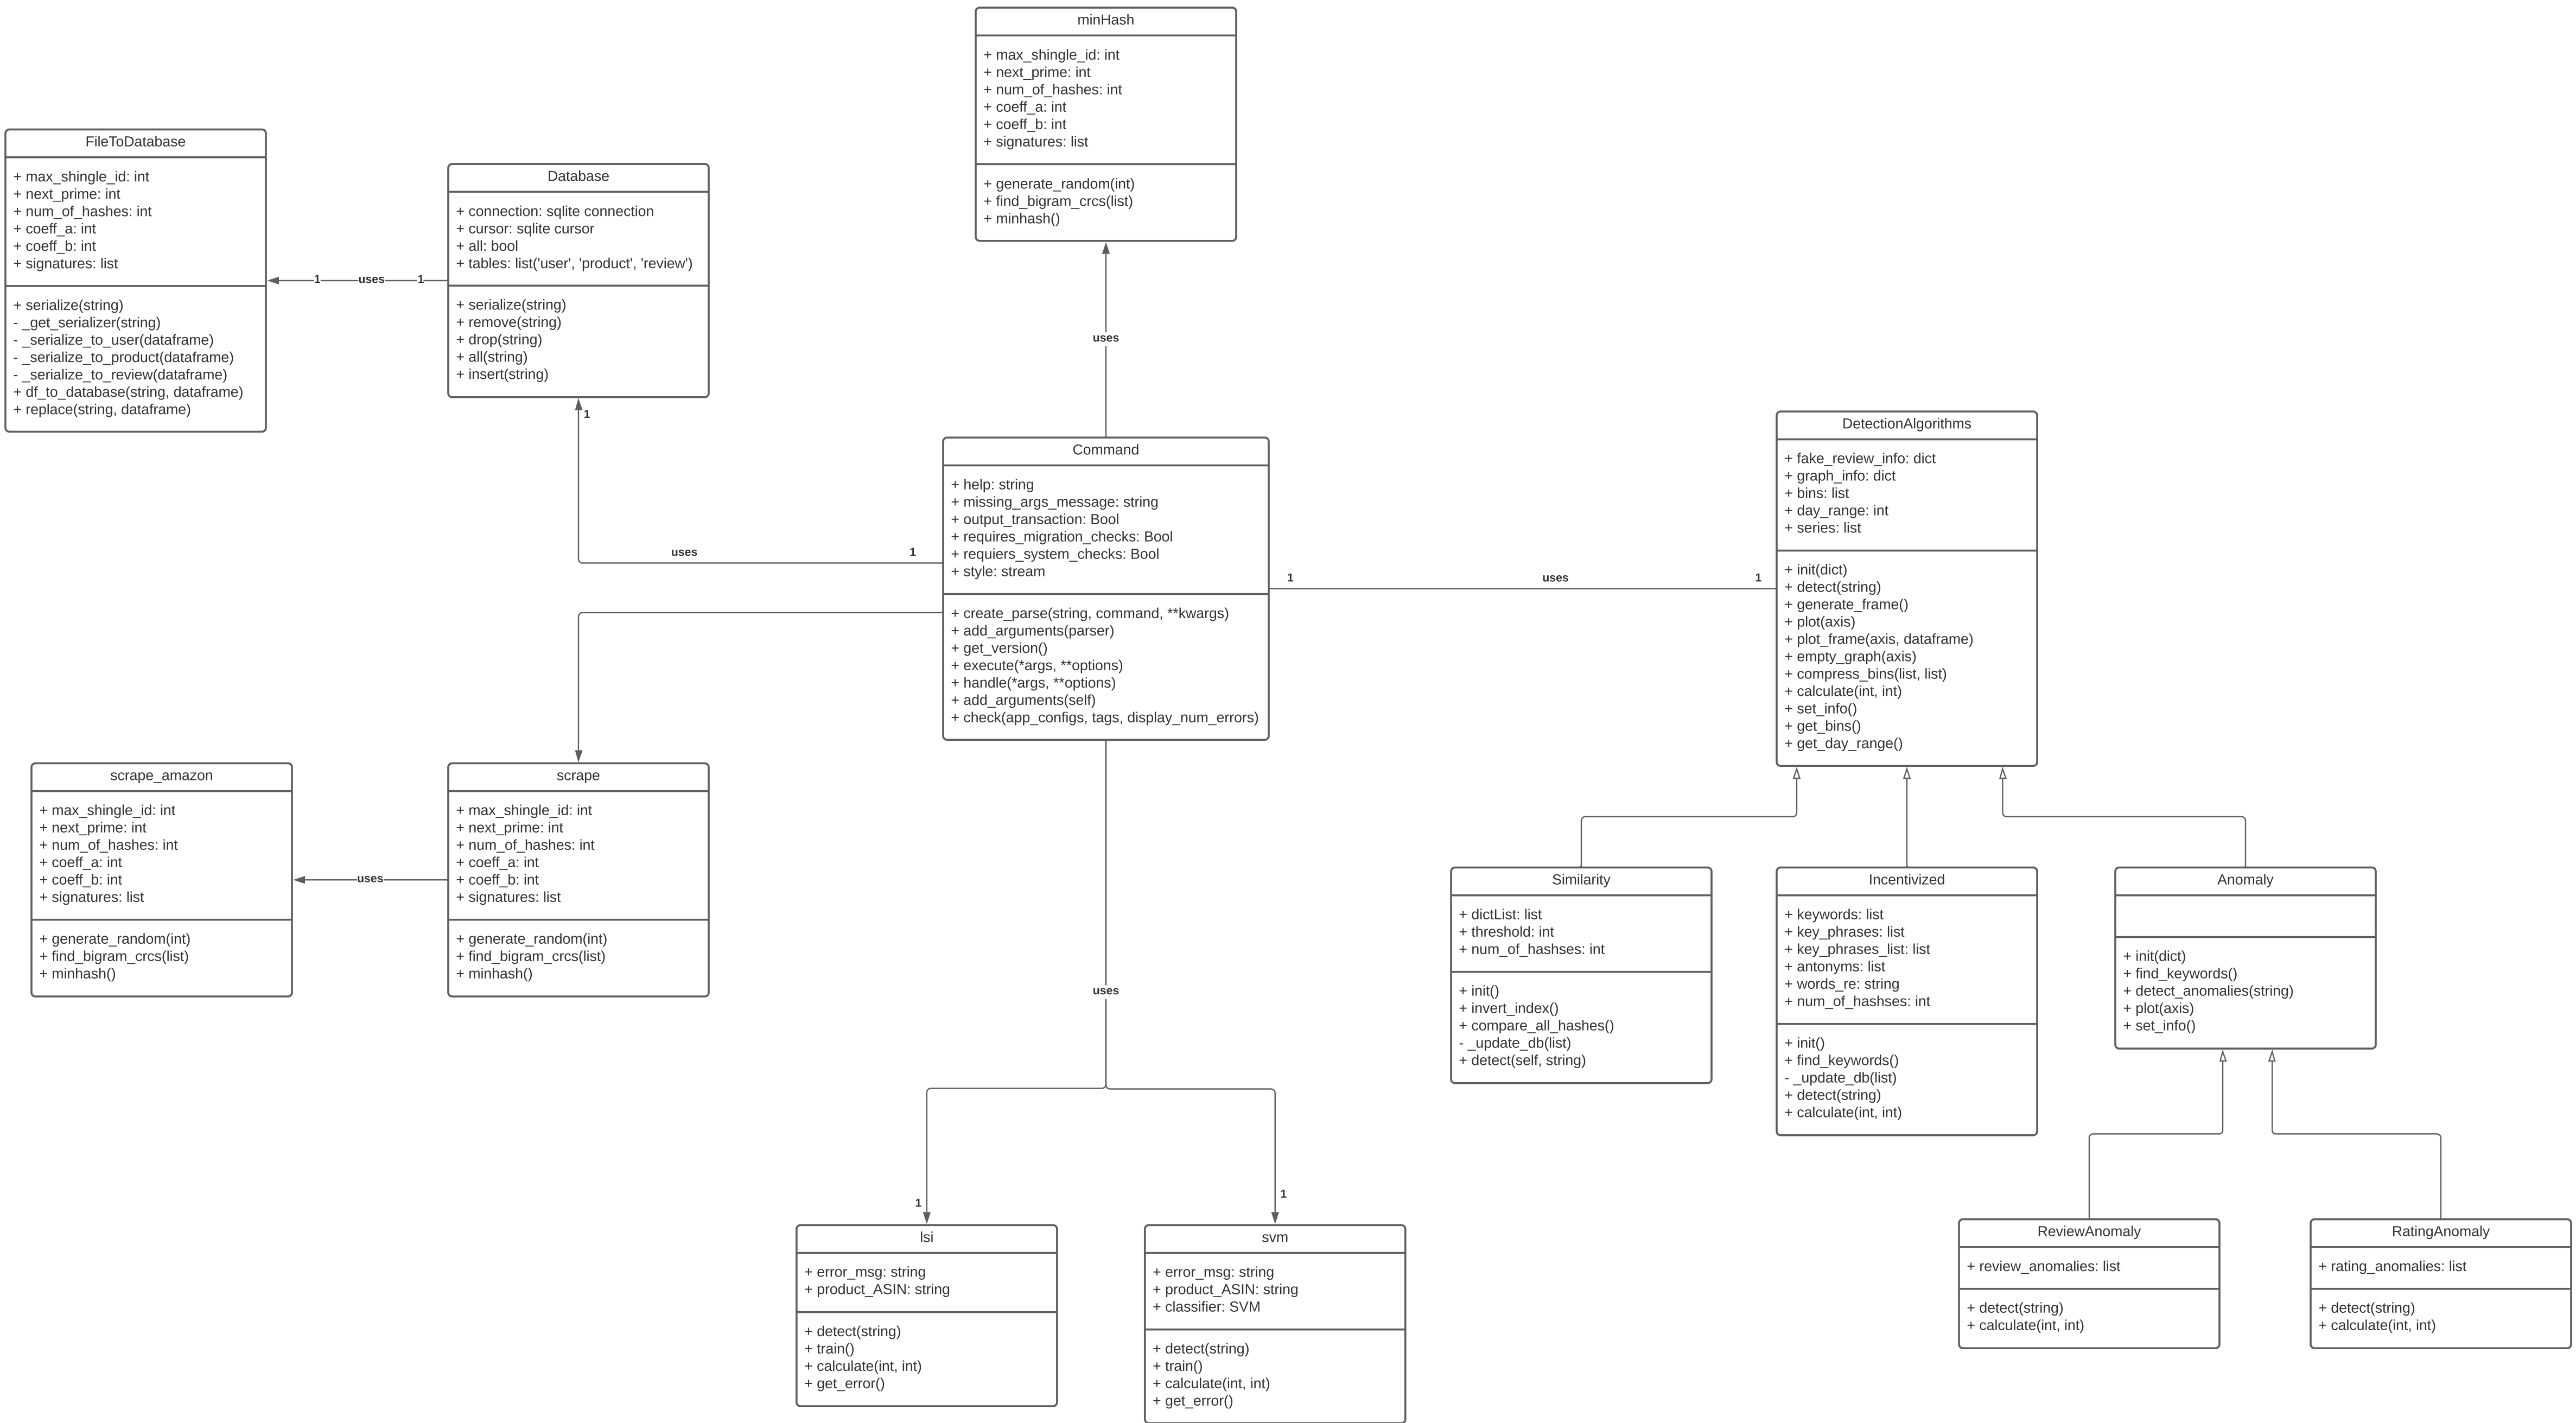 minHash
+ max_shingle_id: int
+ next_prime: int
+ num_of_hashes: int
+ coeff_a: int
+ coeff_b: int
+ signatures: list
+ generate_random(int)
+ find_bigram_crcs(list)
+ minhash()
FileToDatabase
+ max_shingle_id: int
+ next_prime: int
+ num_of_hashes: int
+ coeff_a: int
+ coeff_b: int
+ signatures: list
+ serialize(string)
- _get_serializer(string)
- _serialize_to_user(dataframe)
- _serialize_to_product(dataframe)
- _serialize_to_review(dataframe)
+ df_to_database(string, dataframe)
+ replace(string, dataframe)
1 uses 1
Database
+ connection: sqlite connection
+ cursor: sqlite cursor
+ all: bool
+ tables: list('user', 'product', 'review')
+ serialize(string)
+ remove(string)
+ drop(string)
+ all(string)
+ insert(string)
1
uses
1
uses
Command
+ help: string
+ missing_args_message: string
+ output_transaction: Bool
+ requires_migration_checks: Bool
+ requiers_system_checks: Bool
+ style: stream
+ create_parse(string, command, **kwargs)
+ add_arguments(parser)
+ get_version()
+ execute(*args, **options)
+ handle(*args, **options)
+ add_arguments(self)
+ check(app_configs, tags, display_num_errors)
1 uses 1
DetectionAlgorithms
+ fake_review_info: dict
+ graph_info: dict
+ bins: list
+ day_range: int
+ series: list
+ init(dict)
+ detect(string)
+ generate_frame()
+ plot(axis)
+ plot_frame(axis, dataframe)
+ empty_graph(axis)
+ compress_bins(list, list)
+ calculate(int, int)
+ set_info()
+ get_bins()
+ get_day_range()
scrape_amazon
+ max_shingle_id: int
+ next_prime: int
+ num_of_hashes: int
+ coeff_a: int
+ coeff_b: int
+ signatures: list
+ generate_random(int)
+ find_bigram_crcs(list)
+ minhash()
uses
scrape
+ max_shingle_id: int
+ next_prime: int
+ num_of_hashes: int
+ coeff_a: int
+ coeff_b: int
+ signatures: list
+ generate_random(int)
+ find_bigram_crcs(list)
+ minhash()
uses
Similarity
+ dictList: list
+ threshold: int
+ num_of_hashses: int
+ init()
+ invert_index()
+ compare_all_hashes()
- _update_db(list)
+ detect(self, string)
Incentivized
+ keywords: list
+ key_phrases: list
+ key_phrases_list: list
+ antonyms: list
+ words_re: string
+ num_of_hashses: int
+ init()
+ find_keywords()
- _update_db(list)
+ detect(string)
+ calculate(int, int)
Anomaly
+ init(dict)
+ find_keywords()
+ detect_anomalies(string)
+ plot(axis)
+ set_info()
1
lsi
+ error_msg: string
+ product_ASIN: string
+ detect(string)
+ train()
+ calculate(int, int)
+ get_error()
1
svm
+ error_msg: string
+ product_ASIN: string
+ classifier: SVM
+ detect(string)
+ train()
+ calculate(int, int)
+ get_error()
ReviewAnomaly
+ review_anomalies: list
+ detect(string)
+ calculate(int, int)
RatingAnomaly
+ rating_anomalies: list
+ detect(string)
+ calculate(int, int)